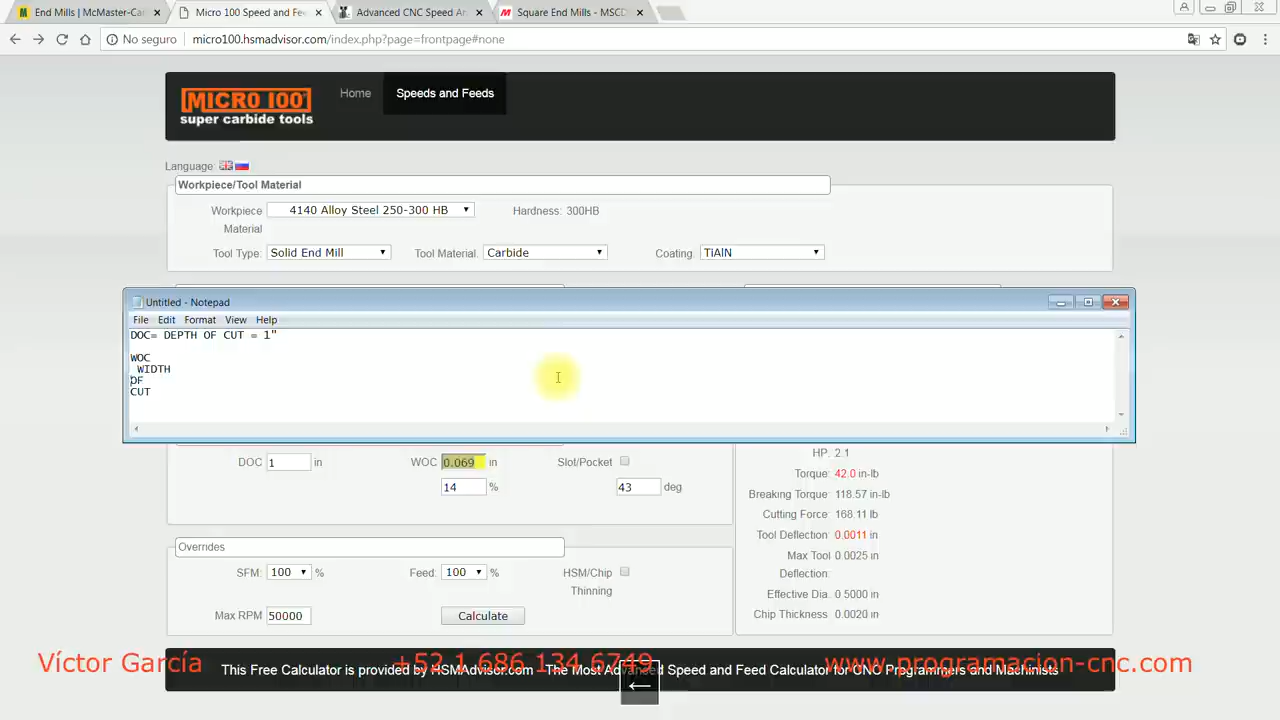 End Mills | McMaster-Ca
Micro 100 Speed and Fee
Advanced CNC Speed An
Square End Mills - MSCD
No seguro
micro100.hsmadvisor.com/index.php?page=frontpage#none
MICRO 100
super carbide tools
Home
Speeds and Feeds
Language:
Workpiece/Tool Material
Workpiece Material
4140 Alloy Steel 250-300 HB
Hardness: 300HB
Tool Type: Solid End Mill
Tool Material: Carbide
Coating: TiAlN
Untitled - Notepad
File Edit Format View Help
DOC= DEPTH OF CUT = 1"
WOC
WIDTH
OF
CUT
DOC 1 in
WOC 0.069 in
Slot/Pocket
14 %
43 deg
HP: 2.1
Torque: 42.0 in-lb
Breaking Torque: 118.57 in-lb
Cutting Force: 168.11 lb
Tool Deflection: 0.0011 in
Max Tool Deflection: 0.0025 in
Effective Dia. 0.5000 in
Chip Thickness: 0.0020 in
Overrides
SFM: 100 %
Feed: 100 %
HSM/Chip Thinning
Max RPM 50000
Calculate
This Free Calculator is provided by HSMAdvisor.com - The Most Advanced Speed and Feed Calculator for CNC Programmers and Machinists
Víctor García
+52 1 686 134 6749
www.programacion-cnc.com
←